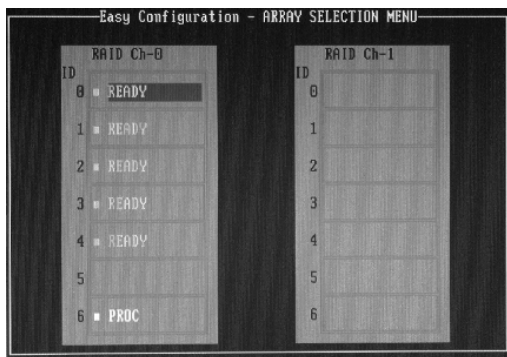 Easy Configuration - ARRAY SELECTION MENU
RAID Ch-0 RAID Ch-1
ID ID
0 READY 0
1 READY 1
2 READY 2
3 READY 3
4 READY 4
5 5
6 PROC 6